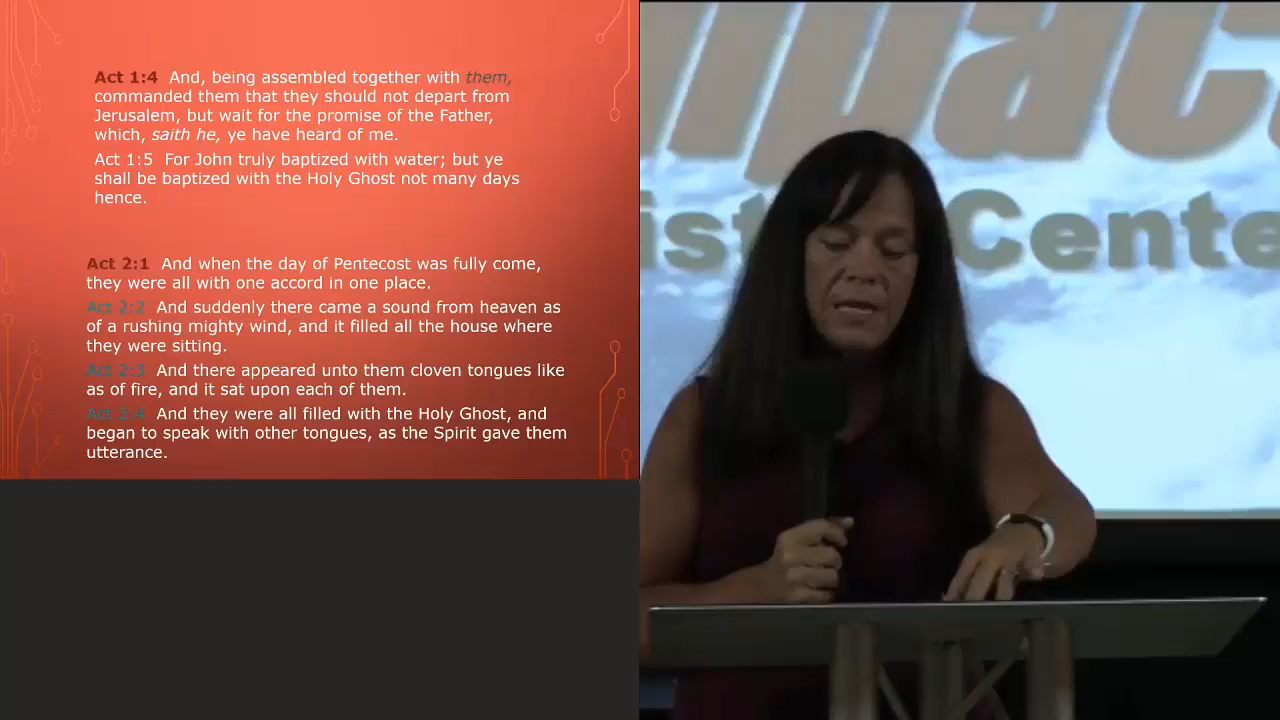 Act 1:4 And, being assembled together with them,
commanded them that they should not depart from
Jerusalem, but wait for the promise of the Father,
which, saith he, ye have heard of me.
Act 1:5 For John truly baptized with water; but ye
shall be baptized with the Holy Ghost not many days
hence.
Act 2:1 And when the day of Pentecost was fully come,
they were all with one accord in one place.
Act 2:2 And suddenly there came a sound from heaven as
of a rushing mighty wind, and it filled all the house where
they were sitting.
Act 2:3 And there appeared unto them cloven tongues like
as of fire, and it sat upon each of them.
Act 2:4 And they were all filled with the Holy Ghost, and
began to speak with other tongues, as the Spirit gave them
utterance.
pact
ist Cente